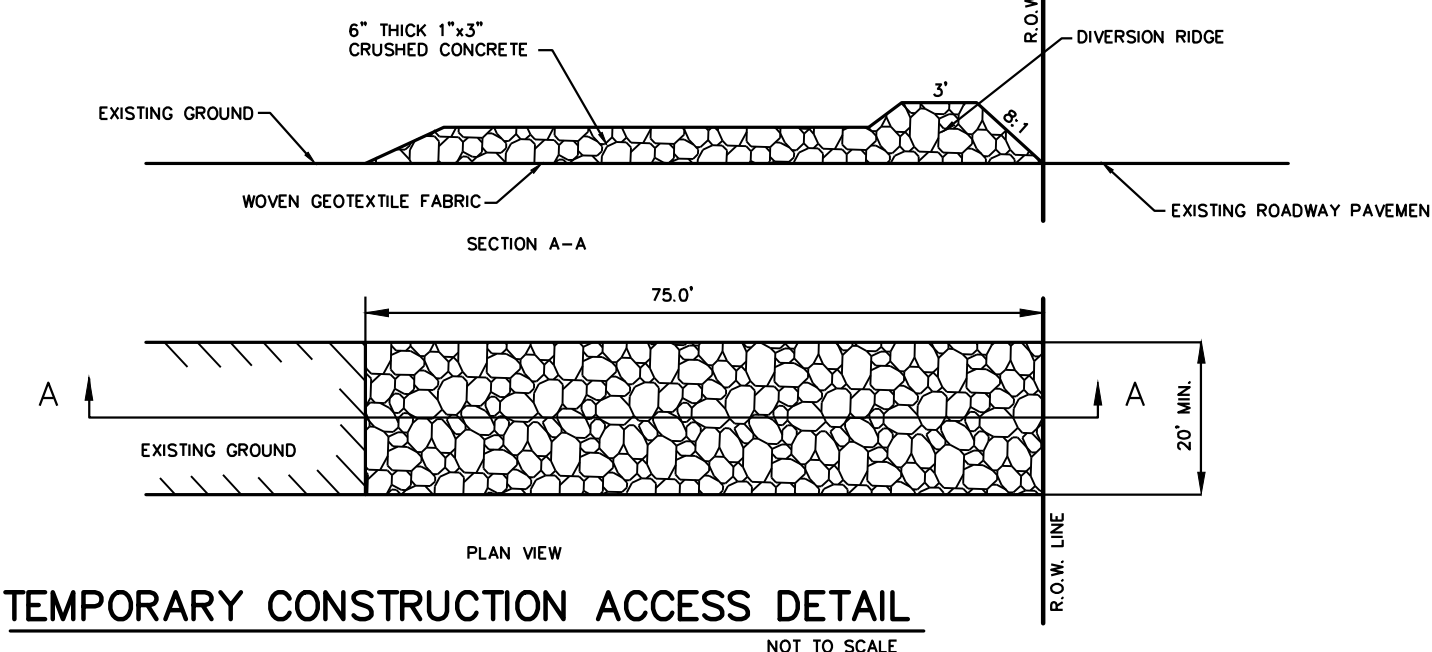 6" THICK 1"x3"
CRUSHED CONCRETE
R.O.W
DIVERSION RIDGE
3'
8:1
EXISTING GROUND
WOVEN GEOTEXTILE FABRIC
EXISTING ROADWAY PAVEMEN
SECTION A-A
75.0'
A
A
20' MIN.
EXISTING GROUND
PLAN VIEW
R.O.W. LINE
TEMPORARY CONSTRUCTION ACCESS DETAIL
NOT TO SCALE